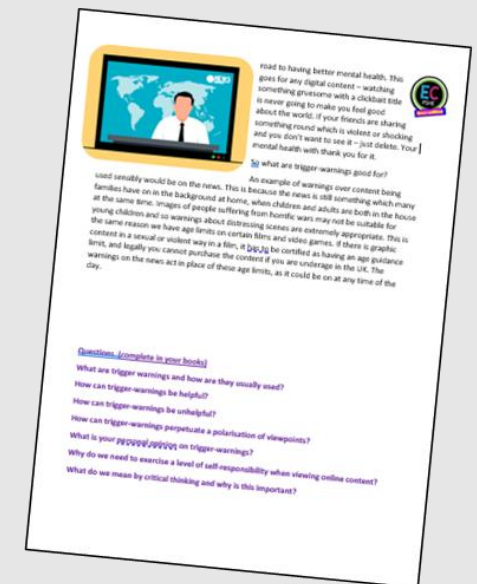 NEWS
EC
road to having better mental health. This
goes for any digital content – watching
something gruesome with a clickbait title
is never going to make you feel good
about the world. If your friends are sharing
something round which is violent or shocking
and you don't want to see it – just delete. Your
mental health with thank you for it.
So what are trigger-warnings good for?
An example of warnings over content being
used sensibly would be on the news. This is because the news is still something which many
families have on in the background at home, when children and adults are both in the house
at the same time. Images of people suffering from horrific wars may not be suitable for
young children and so warnings about distressing scenes are extremely appropriate. This is
the same reason we have age limits on certain films and video games. If there is graphic
content in a sexual or violent way in a film, it has to be certified as having an age guidance
limit, and legally you cannot purchase the content if you are underage in the UK. The
warnings on the news act in place of these age limits, as it could be on at any time of the
day.
Questions (complete in your books)
What are trigger warnings and how are they usually used?
How can trigger-warnings be helpful?
How can trigger-warnings be unhelpful?
How can trigger-warnings perpetuate a polarisation of viewpoints?
What is your personal opinion on trigger-warnings?
Why do we need to exercise a level of self-responsibility when viewing online content?
What do we mean by critical thinking and why is this important?